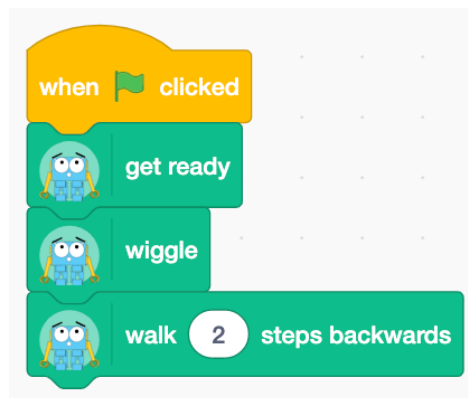 when clicked
get ready
wiggle
walk 2 steps backwards